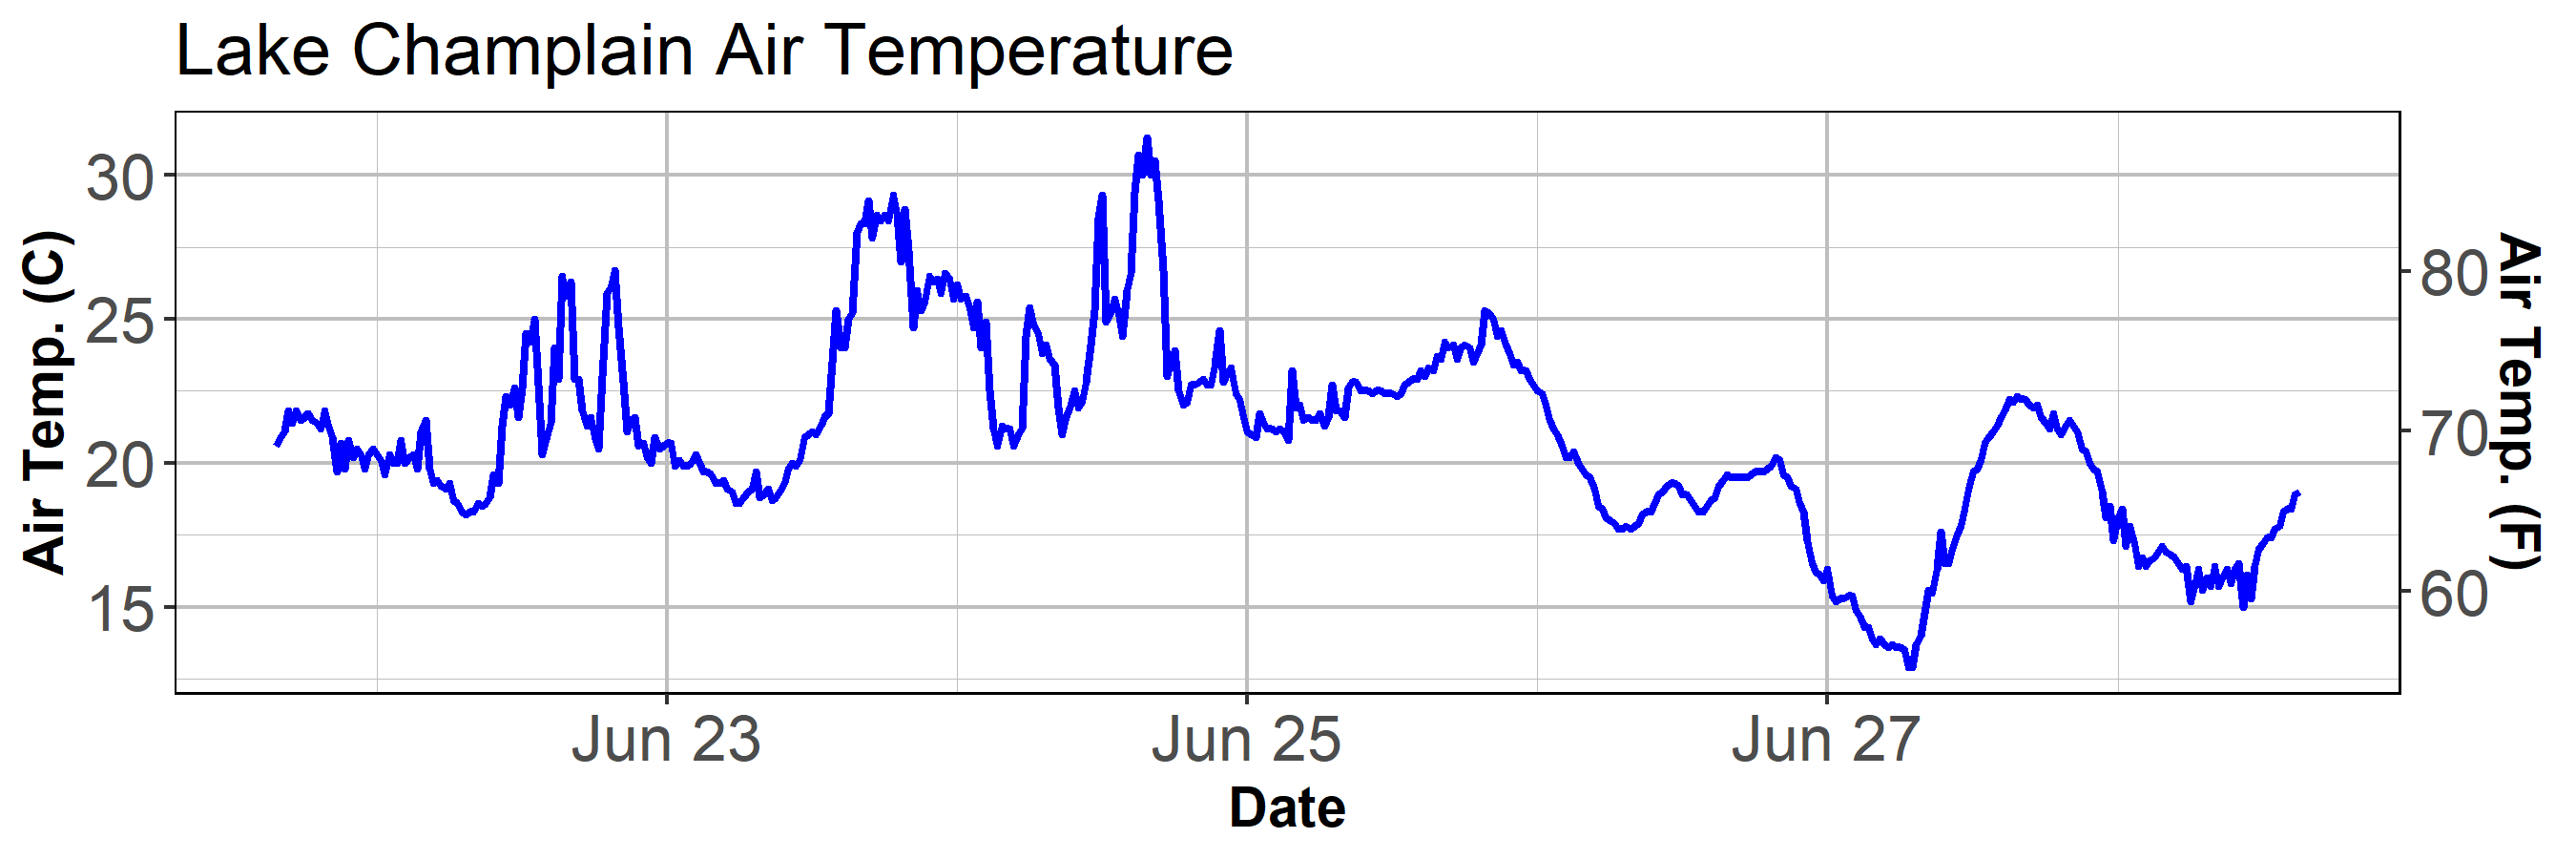 Lake Champlain Air Temperature
Air Temp. (C)
30
25
20
15
80
70
60
Air Temp. (F)
Jun 23
Jun 25
Jun 27
Date